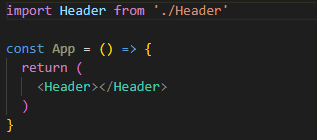 import Header from './Header'

const App = () => {
  return (
    <Header></Header>
  )
}